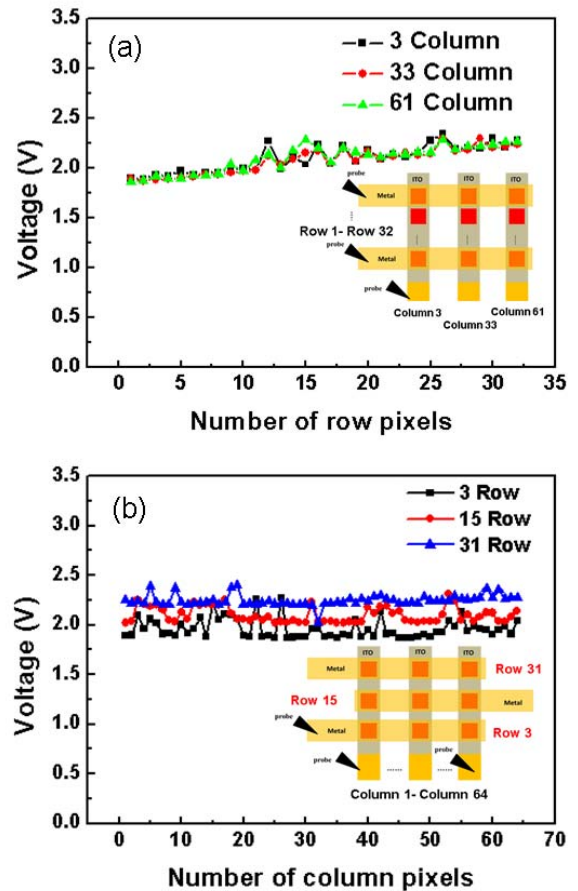 (a)
3 Column
33 Column
61 Column
3.5
3.0
2.5
2.0
1.5
1.0
0.5
0.0
Voltage (V)
probe
Metal
ITO
ITO
ITO
Row 1- Row 32
probe
Metal
probe
Column 3
Column 33
Column 61
0
5
10
15
20
25
30
35
Number of row pixels
(b)
3 Row
15 Row
31 Row
3.5
3.0
2.5
2.0
1.5
1.0
0.5
0.0
Voltage (V)
ITO
ITO
ITO
Metal
Row 31
Row 15
Metal
probe
Metal
Row 3
probe
probe
Column 1- Column 64
0
10
20
30
40
50
60
70
Number of column pixels